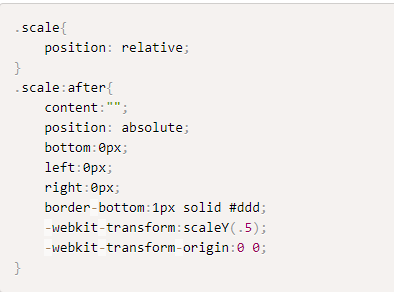 .scale{
    position: relative;
}
.scale:after{
    content:"";
    position: absolute;
    bottom:0px;
    left:0px;
    right:0px;
    border-bottom:1px solid #ddd;
    -webkit-transform:scaleY(.5);
    -webkit-transform-origin:0 0;
}